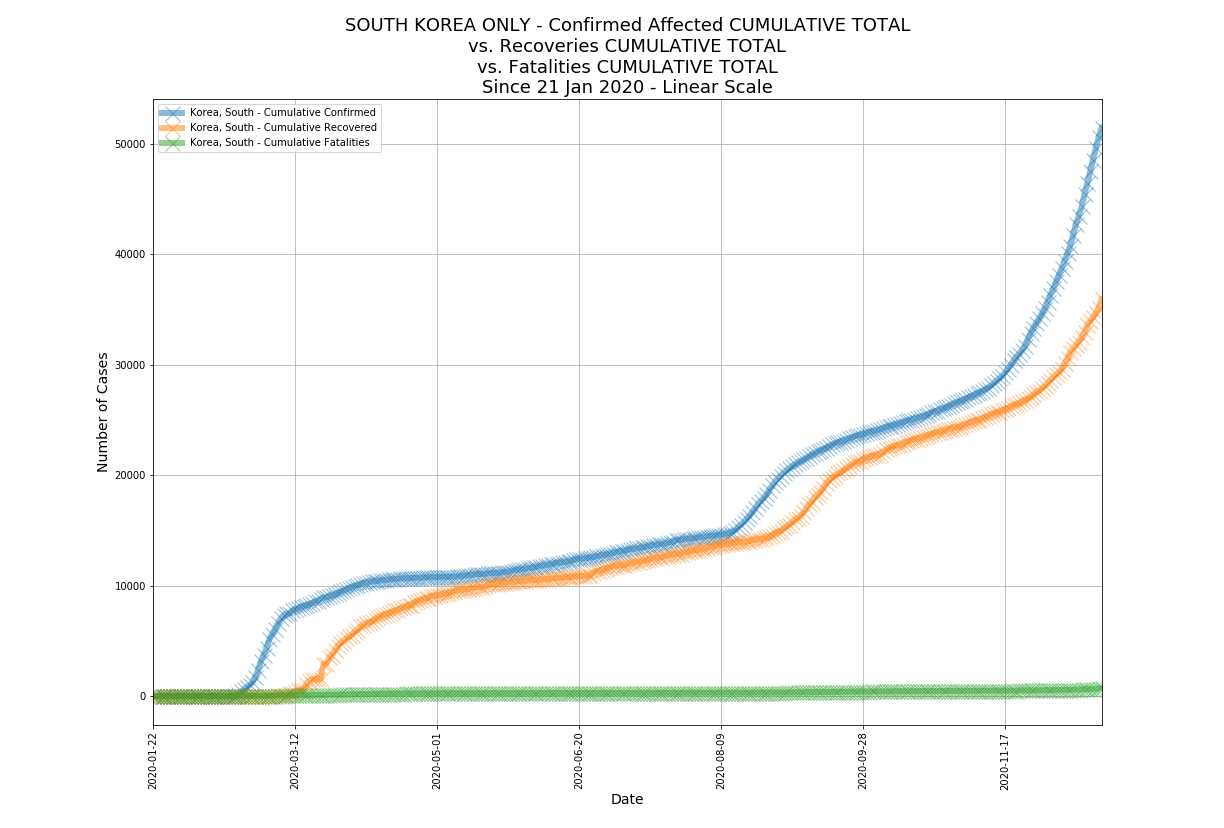 SOUTH KOREA ONLY - Confirmed Affected CUMULATIVE TOTAL
vs. Recoveries CUMULATIVE TOTAL
vs. Fatalities CUMULATIVE TOTAL
Since 21 Jan 2020 - Linear Scale
Korea, South - Cumulative Confirmed
Korea, South - Cumulative Recovered
Korea, South - Cumulative Fatalities
Number of Cases
50000
40000
30000
20000
10000
0
2020-01-22
2020-03-12
2020-05-01
2020-06-20
2020-08-09
2020-09-28
2020-11-17
Date